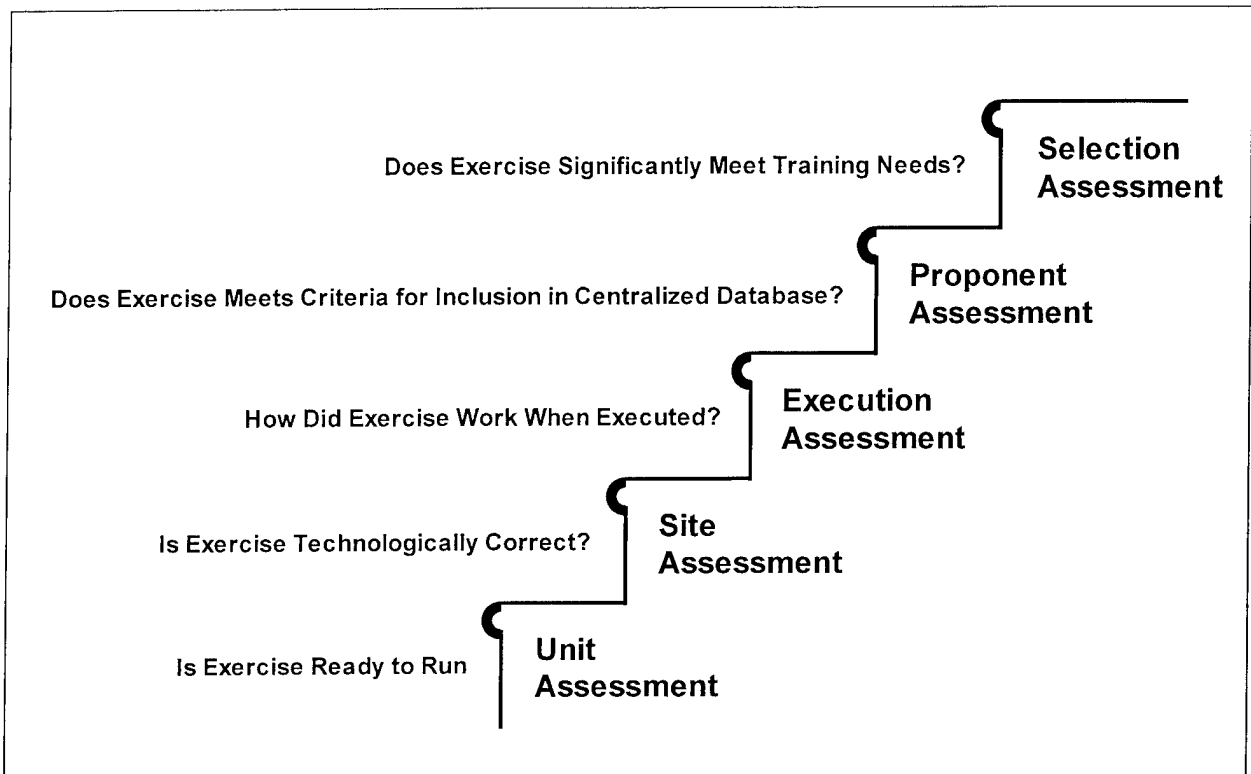 Does Exercise Significantly Meet Training Needs?
Selection
Assessment
Does Exercise Meets Criteria for Inclusion in Centralized Database?
Proponent
Assessment
How Did Exercise Work When Executed?
Execution
Assessment
Is Exercise Technologically Correct?
Site
Assessment
Is Exercise Ready to Run
Unit
Assessment